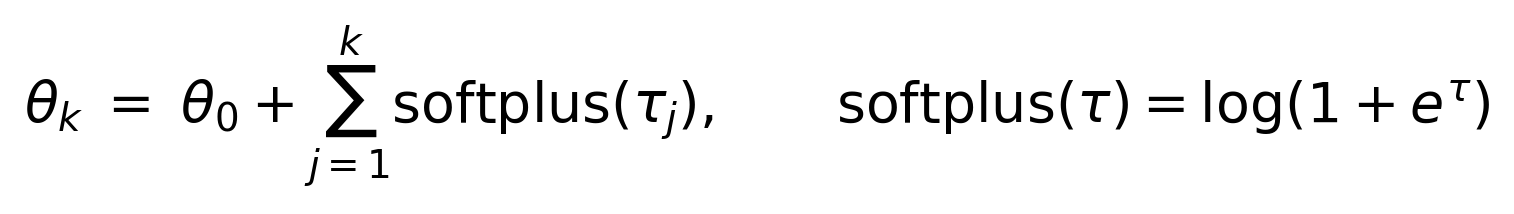 θ_k = θ_0 + ∑_{j=1}^{k} softplus(τ_j), softplus(τ) = log(1 + e^τ)